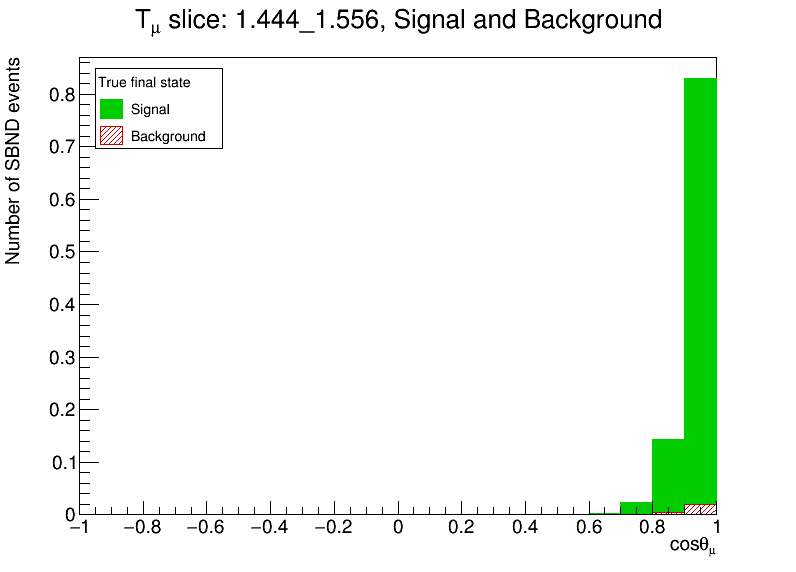 Tμ slice: 1.444_1.556, Signal and Background
Number of SBND events
True final state
Signal
Background
0.8
0.7
0.6
0.5
0.4
0.3
0.2
0.1
0
−1 −0.8 −0.6 −0.4 −0.2 0 0.2 0.4 0.6 0.8 1
cosθμ